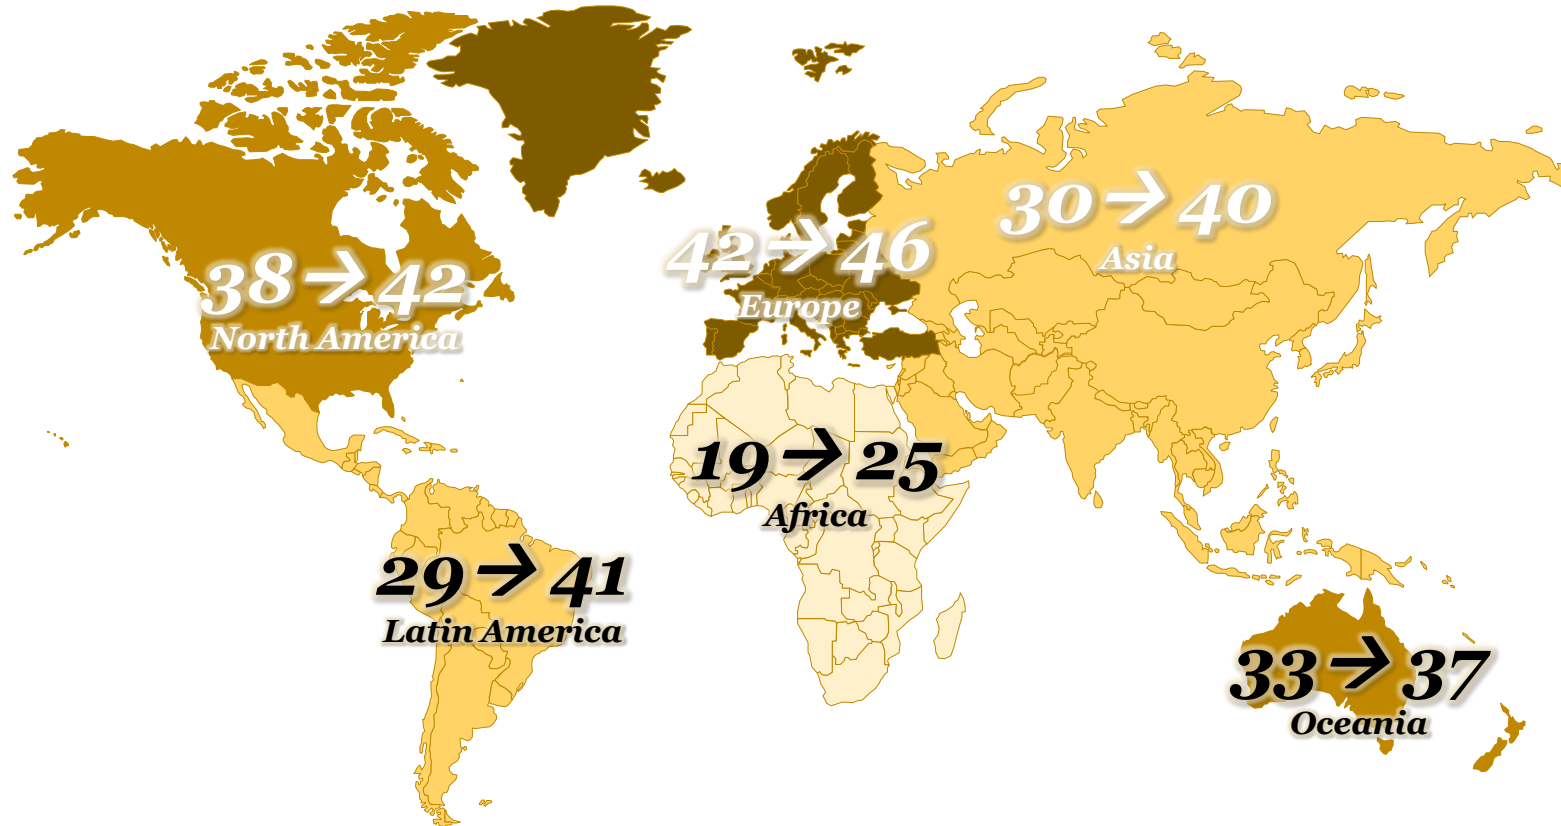 30→40
Asia
42→46
Europe
38→42
North America
19→25
Africa
29→41
Latin America
33→37
Oceania